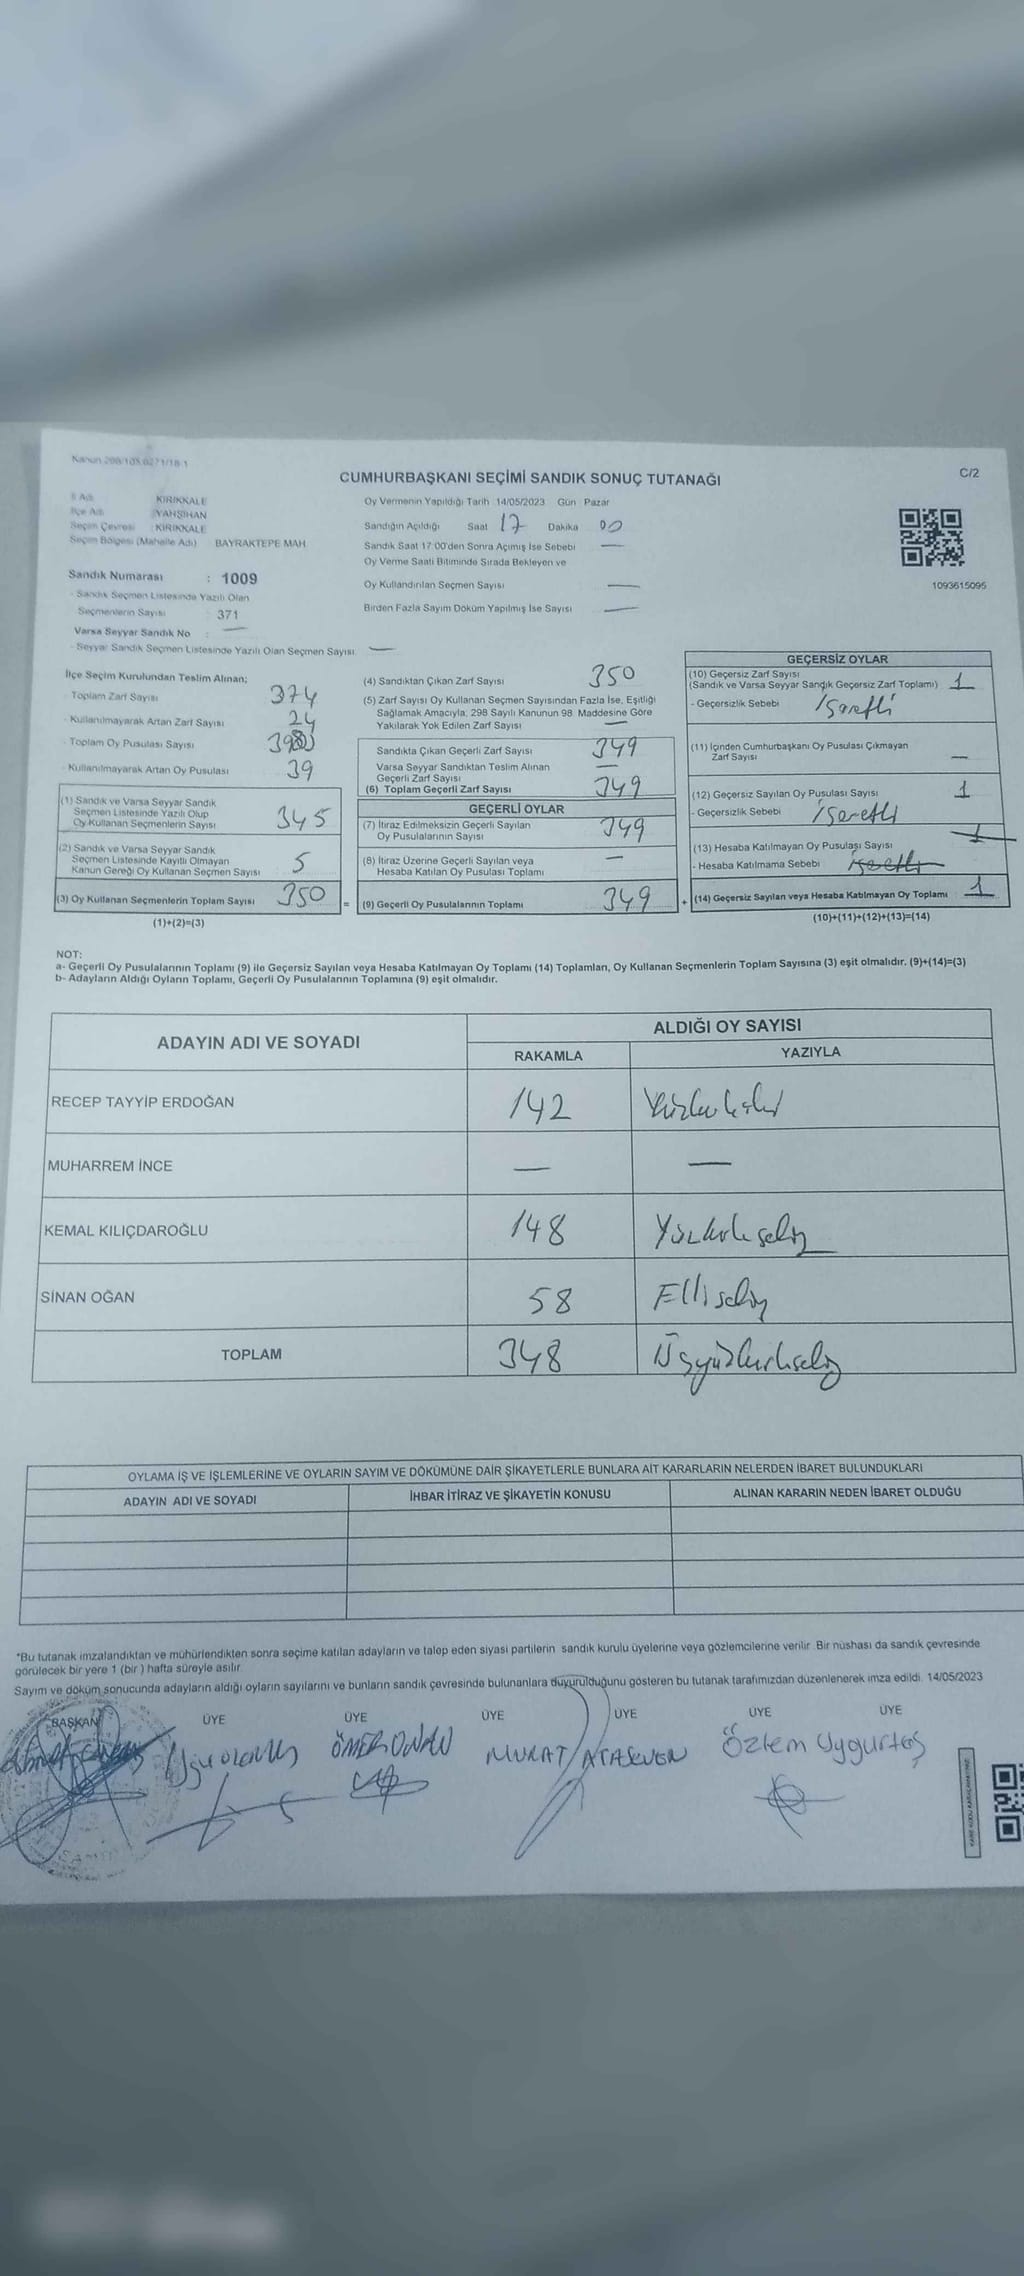 CUMHURBAŞKANI SEÇİMİ SANDIK SONUÇ TUTANAĞI
C/2
İl Adı KIRIKKALE
İlçe Adı YAHŞİHAN
Seçim Çevresi : KIRIKKALE
Seçim Bölgesi (Mahalle Adı) BAYRAKTEPE MAH.
Sandık Numarası : 1009
- Sandık Seçmen Listesinde Yazılı Olan
Seçmenlerin Sayısı 371
Varsa Seyyar Sandık No : —
- Seyyar Sandık Seçmen Listesinde Yazılı Olan Seçmen Sayısı —
Oy Vermenin Yapıldığı Tarih 14/05/2023 Gün Pazar
Sandığın Açıldığı Saat 17 Dakika 00
Sandık Saat 17:00'den Sonra Açılmış İse Sebebi —
Oy Verme Saati Bitiminde Sırada Bekleyen ve
Oy Kullandırılan Seçmen Sayısı —
Birden Fazla Sayım Döküm Yapılmış İse Sayısı —
1093615095
İlçe Seçim Kurulundan Teslim Alınan;
- Toplam Zarf Sayısı 374
- Kullanılmayarak Artan Zarf Sayısı 24
- Toplam Oy Pusulası Sayısı
- Kullanılmayarak Artan Oy Pusulası 39
(1) Sandık ve Varsa Seyyar Sandık
Seçmen Listesinde Yazılı Olup
Oy Kullanan Seçmenlerin Sayısı 345
(2) Sandık ve Varsa Seyyar Sandık
Seçmen Listesinde Kayıtlı Olmayan
Kanun Gereği Oy Kullanan Seçmen Sayısı 5
(3) Oy Kullanan Seçmenlerin Toplam Sayısı 350 =
(1)+(2)=(3)
(4) Sandıktan Çıkan Zarf Sayısı 350
(5) Zarf Sayısı Oy Kullanan Seçmen Sayısından Fazla İse, Eşitliği
Sağlamak Amacıyla; 298 Sayılı Kanunun 98. Maddesine Göre
Yakılarak Yok Edilen Zarf Sayısı —
Sandıkta Çıkan Geçerli Zarf Sayısı 349
Varsa Seyyar Sandıktan Teslim Alınan
Geçerli Zarf Sayısı —
(6) Toplam Geçerli Zarf Sayısı 349
GEÇERLİ OYLAR
(7) İtiraz Edilmeksizin Geçerli Sayılan
Oy Pusulalarının Sayısı 349
(8) İtiraz Üzerine Geçerli Sayılan veya
Hesaba Katılan Oy Pusulası Toplamı —
(9) Geçerli Oy Pusulalarının Toplamı 349 +
GEÇERSİZ OYLAR
(10) Geçersiz Zarf Sayısı
(Sandık ve Varsa Seyyar Sandık Geçersiz Zarf Toplamı) 1
- Geçersizlik Sebebi İşaretli
(11) İçinden Cumhurbaşkanı Oy Pusulası Çıkmayan
Zarf Sayısı —
(12) Geçersiz Sayılan Oy Pusulası Sayısı 1
- Geçersizlik Sebebi İşaretli
(13) Hesaba Katılmayan Oy Pusulası Sayısı 1
- Hesaba Katılmama Sebebi
(14) Geçersiz Sayılan veya Hesaba Katılmayan Oy Toplamı 1
(10)+(11)+(12)+(13)=(14)
NOT:
a- Geçerli Oy Pusulalarının Toplamı (9) ile Geçersiz Sayılan veya Hesaba Katılmayan Oy Toplamı (14) Toplamları, Oy Kullanan Seçmenlerin Toplam Sayısına (3) eşit olmalıdır. (9)+(14)=(3)
b- Adayların Aldığı Oyların Toplamı, Geçerli Oy Pusulalarının Toplamına (9) eşit olmalıdır.
ADAYIN ADI VE SOYADI
ALDIĞI OY SAYISI
RAKAMLA YAZIYLA
RECEP TAYYİP ERDOĞAN 142 Yüzkırkiki
MUHARREM İNCE — —
KEMAL KILIÇDAROĞLU 148 Yüzkırksekiz
SİNAN OĞAN 58 Ellisekiz
TOPLAM 348 Üçyüzkırksekiz
OYLAMA İŞ VE İŞLEMLERİNE VE OYLARIN SAYIM VE DÖKÜMÜNE DAİR ŞİKAYETLERLE BUNLARA AİT KARARLARIN NELERDEN İBARET BULUNDUKLARI
ADAYIN ADI VE SOYADI İHBAR İTİRAZ VE ŞİKAYETİN KONUSU ALINAN KARARIN NEDEN İBARET OLDUĞU
*Bu tutanak imzalandıktan ve mühürlendikten sonra seçime katılan adayların ve talep eden siyasi partilerin sandık kurulu üyelerine veya gözlemcilerine verilir. Bir nüshası da sandık çevresinde
görülecek bir yere 1 (bir) hafta süreyle asılır.
Sayım ve döküm sonucunda adayların aldığı oyların sayılarını ve bunların sandık çevresinde bulunanlara duyurulduğunu gösteren bu tutanak tarafımızdan düzenlenerek imza edildi. 14/05/2023
BAŞKAN ÜYE ÜYE ÜYE ÜYE ÜYE ÜYE
ÖMER MURAT ATASEVEN Özlem Uygurtaş